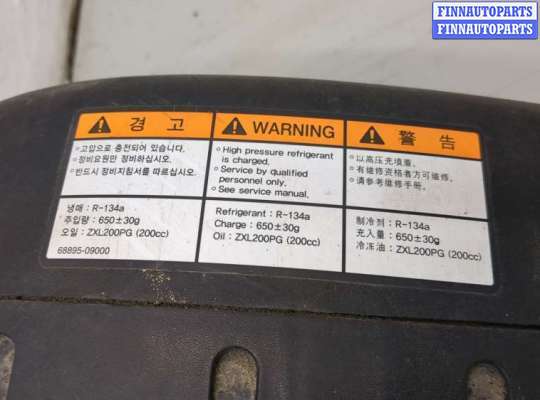 FINNAUTOPARTS
FINNAUTOPARTS
경 고
◦고압으로 충전되어 있습니다.
◦정비요원만 정비하십시오.
◦반드시 정비지침서를 따르십시오.
냉매: R-134a
주입량: 650±30g
오일: ZXL200PG (200cc)
68895-09000
WARNING
◦ High pressure refrigerant
is charged.
◦ Service by qualified
personnel only.
◦ See service manual.
Refrigerant : R-134a
Charge : 650±30g
Oil : ZXL200PG (200cc)
警 告
◦ 以高压充填着.
◦ 有维修资格者方可维修.
◦ 请参考维修手册.
制冷剂: R-134a
充入量: 650±30g
冷冻油: ZXL200PG (200cc)